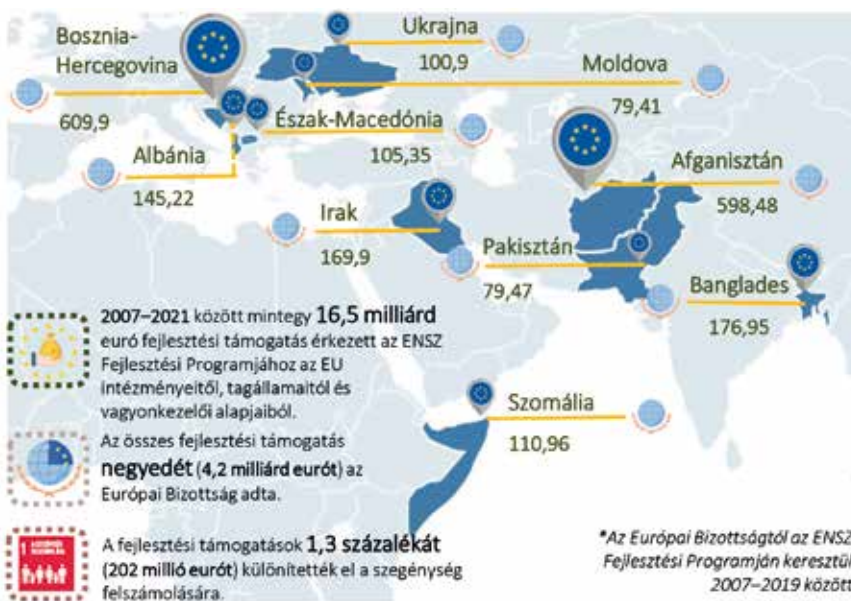 Bosznia-
Hercegovina
609,9
Ukrajna
100,9
Moldova
79,41
Észak-Macedónia
105,35
Albánia
145,22
Afganisztán
598,48
Irak
169,9
Pakisztán
79,47
Banglades
176,95
Szomália
110,96
2007–2021 között mintegy 16,5 milliárd
euró fejlesztési támogatás érkezett az ENSZ
Fejlesztési Programjához az EU
intézményeitől, tagállamaitól és
vagyonkezelői alapjaiból.
Az összes fejlesztési támogatás
negyedét (4,2 milliárd eurót) az
Európai Bizottság adta.
A fejlesztési támogatások 1,3 százalékát
(202 millió eurót) különítették el a szegénység
felszámolására.
*Az Európai Bizottságtól az ENSZ
Fejlesztési Programján keresztül
2007–2019 között